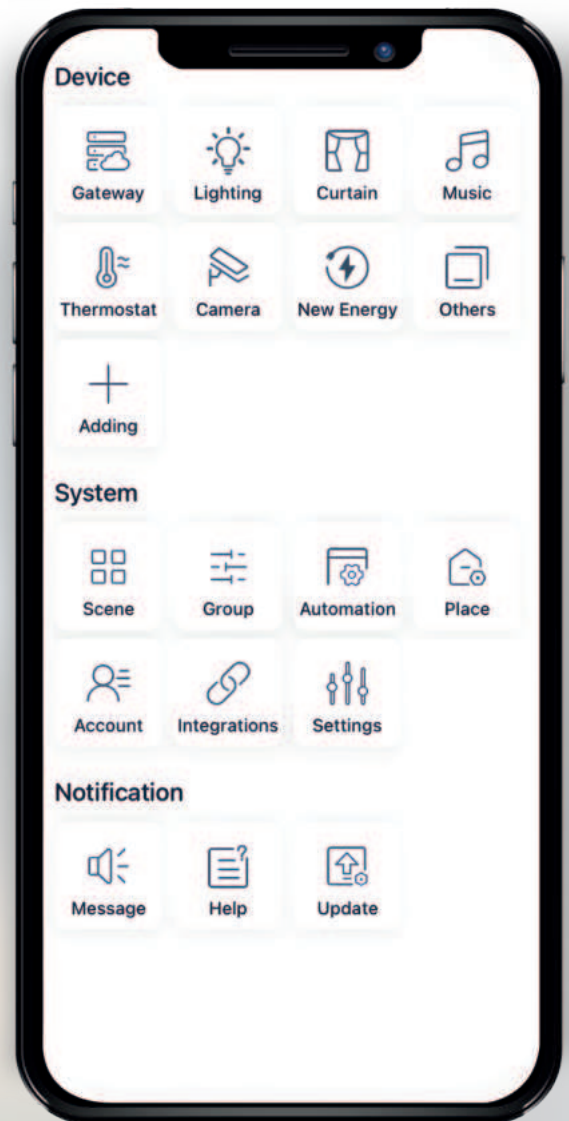 Device
Gateway Lighting Curtain Music
Thermostat Camera New Energy Others
Adding
System
Scene Group Automation Place
Account Integrations Settings
Notification
Message Help Update